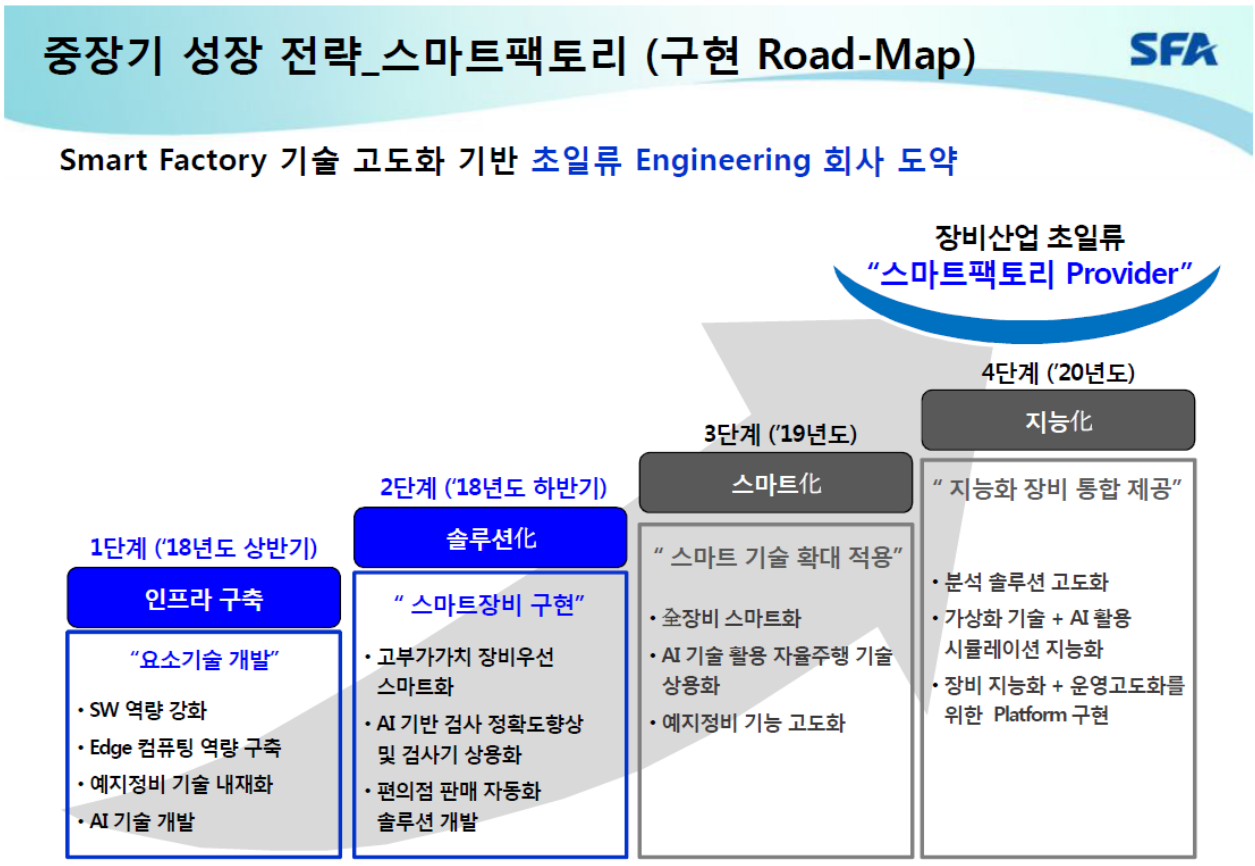 중장기 성장 전략_스마트팩토리 (구현 Road-Map)
SFA
Smart Factory 기술 고도화 기반 초일류 Engineering 회사 도약
장비산업 초일류
“스마트팩토리 Provider”
1단계 (‘18년도 상반기)
인프라 구축
“요소기술 개발”
• SW 역량 강화
• Edge 컴퓨팅 역량 구축
• 예지정비 기술 내재화
• AI 기술 개발
2단계 (‘18년도 하반기)
솔루션化
“ 스마트장비 구현”
• 고부가가치 장비우선
스마트화
• AI 기반 검사 정확도향상
및 검사기 상용화
• 편의점 판매 자동화
솔루션 개발
3단계 (’19년도)
스마트化
“ 스마트 기술 확대 적용”
• 全장비 스마트화
• AI 기술 활용 자율주행 기술
상용화
• 예지정비 기능 고도화
4단계 (’20년도)
지능化
“ 지능화 장비 통합 제공”
• 분석 솔루션 고도화
• 가상화 기술 + AI 활용
시뮬레이션 지능화
• 장비 지능화 + 운영고도화를
위한 Platform 구현